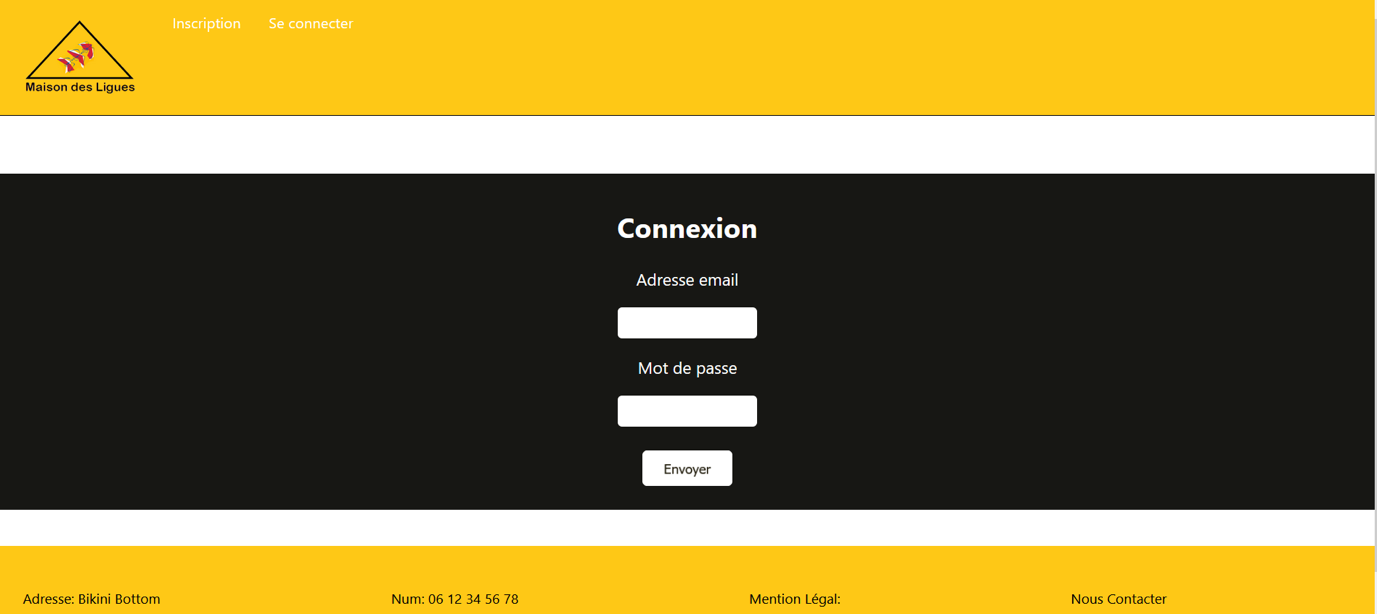 Inscription Se connecter
Maison des Ligues
Connexion
Adresse email
Mot de passe
Envoyer
Adresse: Bikini Bottom Num: 06 12 34 56 78 Mention Légal: Nous Contacter